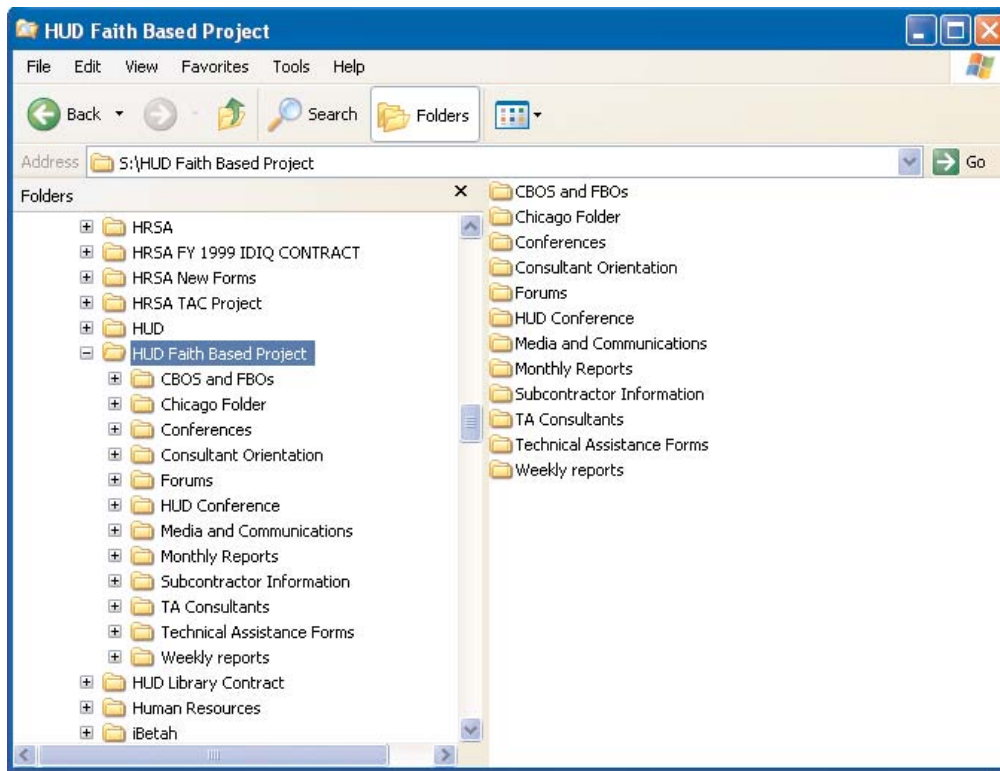 HUD Faith Based Project
File Edit View Favorites Tools Help
Back Search Folders
Address S:\HUD Faith Based Project Go
Folders
HRSA
HRSA FY 1999 IDIQ CONTRACT
HRSA New Forms
HRSA TAC Project
HUD
HUD Faith Based Project
CBOS and FBOs
Chicago Folder
Conferences
Consultant Orientation
Forums
HUD Conference
Media and Communications
Monthly Reports
Subcontractor Information
TA Consultants
Technical Assistance Forms
Weekly reports
HUD Library Contract
Human Resources
iBetah
CBOS and FBOs
Chicago Folder
Conferences
Consultant Orientation
Forums
HUD Conference
Media and Communications
Monthly Reports
Subcontractor Information
TA Consultants
Technical Assistance Forms
Weekly reports